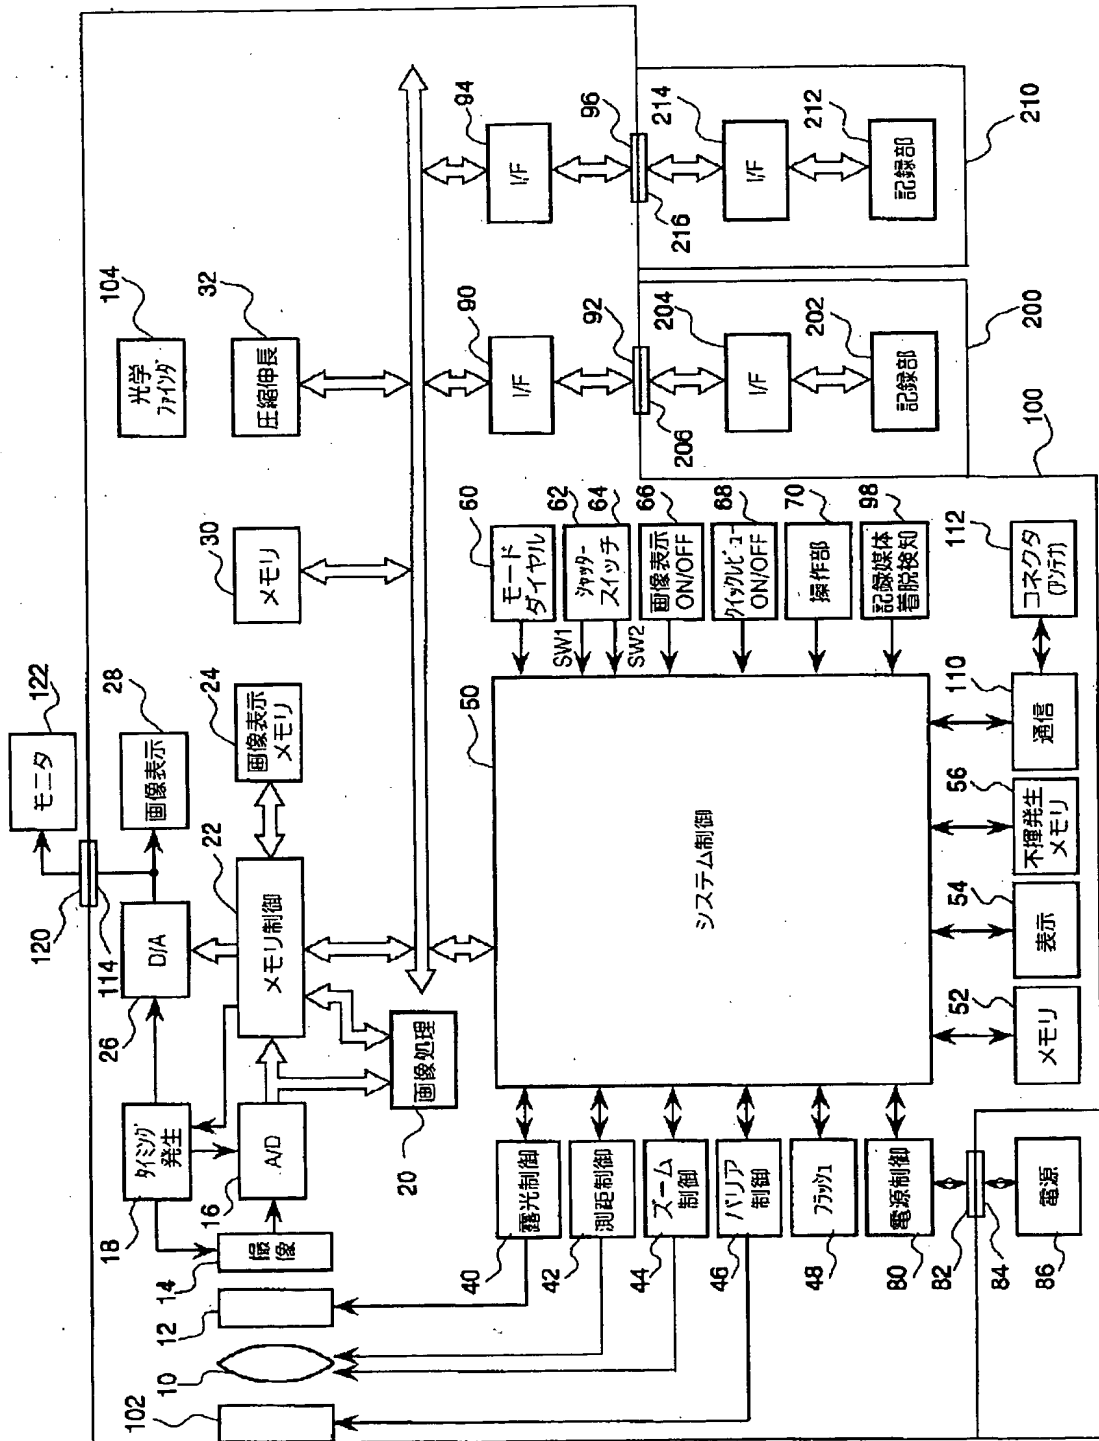 102
10
12
14
撮像
18
タイミング
発生
16
A/D
26
D/A
120
114
モニタ
122
画像表示
28
22
メモリ制御
画像表示
メモリ
24
20
画像処理
メモリ
30
圧縮伸長
32
光学
ファインダ
104
40
露光制御
42
測距制御
44
ズーム
制御
46
バリア
制御
48
フラッシュ
80
電源制御
82
84
86
電源
50
システム制御
モード
ダイヤル
60
SW1
SW2
シャッター
スイッチ
62
64
画像表示
ON/OFF
66
クイックレビュー
ON/OFF
68
操作部
70
記録媒体
着脱検知
98
52
メモリ
54
表示
56
不揮発生
メモリ
110
通信
112
コネクタ
(アンテナ)
100
90
I/F
92
206
204
I/F
202
記録部
200
94
I/F
96
216
214
I/F
212
記録部
210